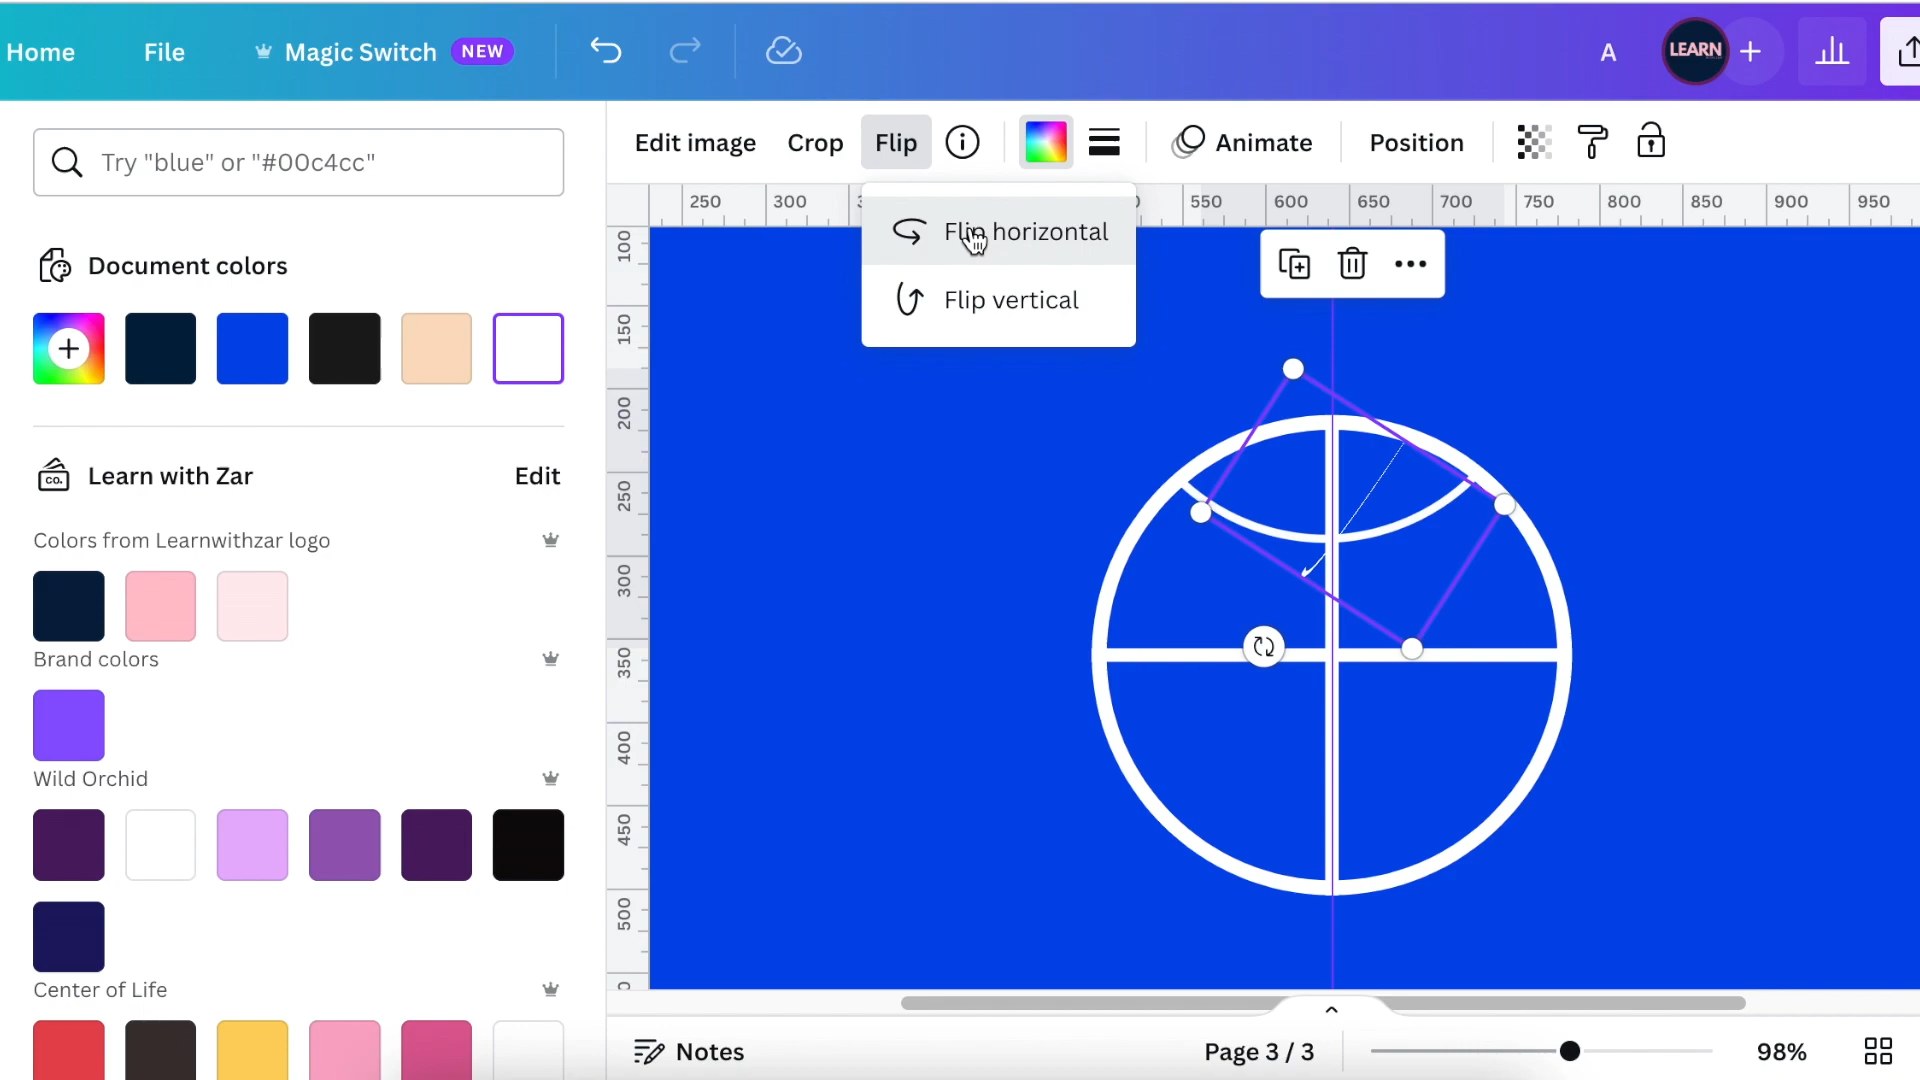 Home File Magic Switch NEW A LEARN
Try "blue" or "#00c4cc"
Edit image Crop Flip Animate Position
250 300 550 600 650 700 750 800 850 900 950
Flip horizontal
Flip vertical
100
150
200
250
300
350
400
450
500
Document colors
CO.
Learn with Zar Edit
Colors from Learnwithzar logo
Brand colors
Wild Orchid
Center of Life
Notes Page 3 / 3 98%